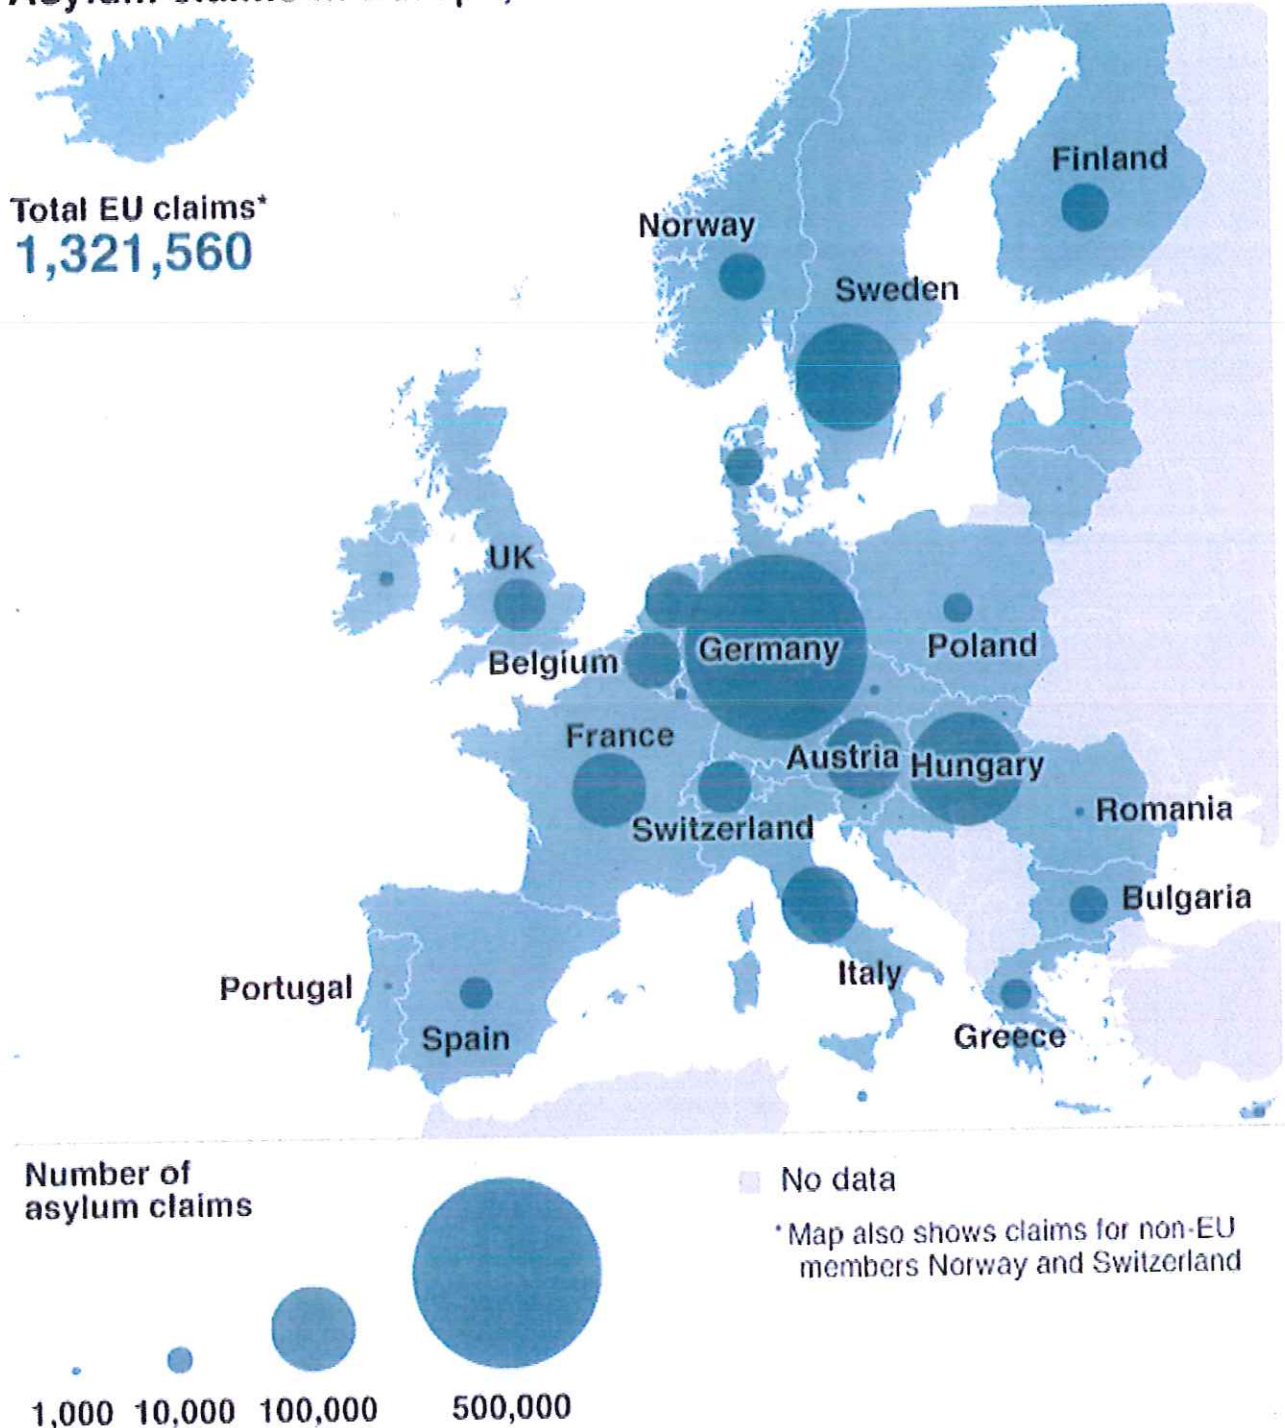 Total EU claims*
1,321,560
Finland
Norway
Sweden
UK
Belgium
Germany
Poland
France
Austria
Hungary
Switzerland
Romania
Bulgaria
Portugal
Spain
Italy
Greece
Number of
asylum claims
1,000
10,000
100,000
500,000
No data
*Map also shows claims for non-EU
members Norway and Switzerland